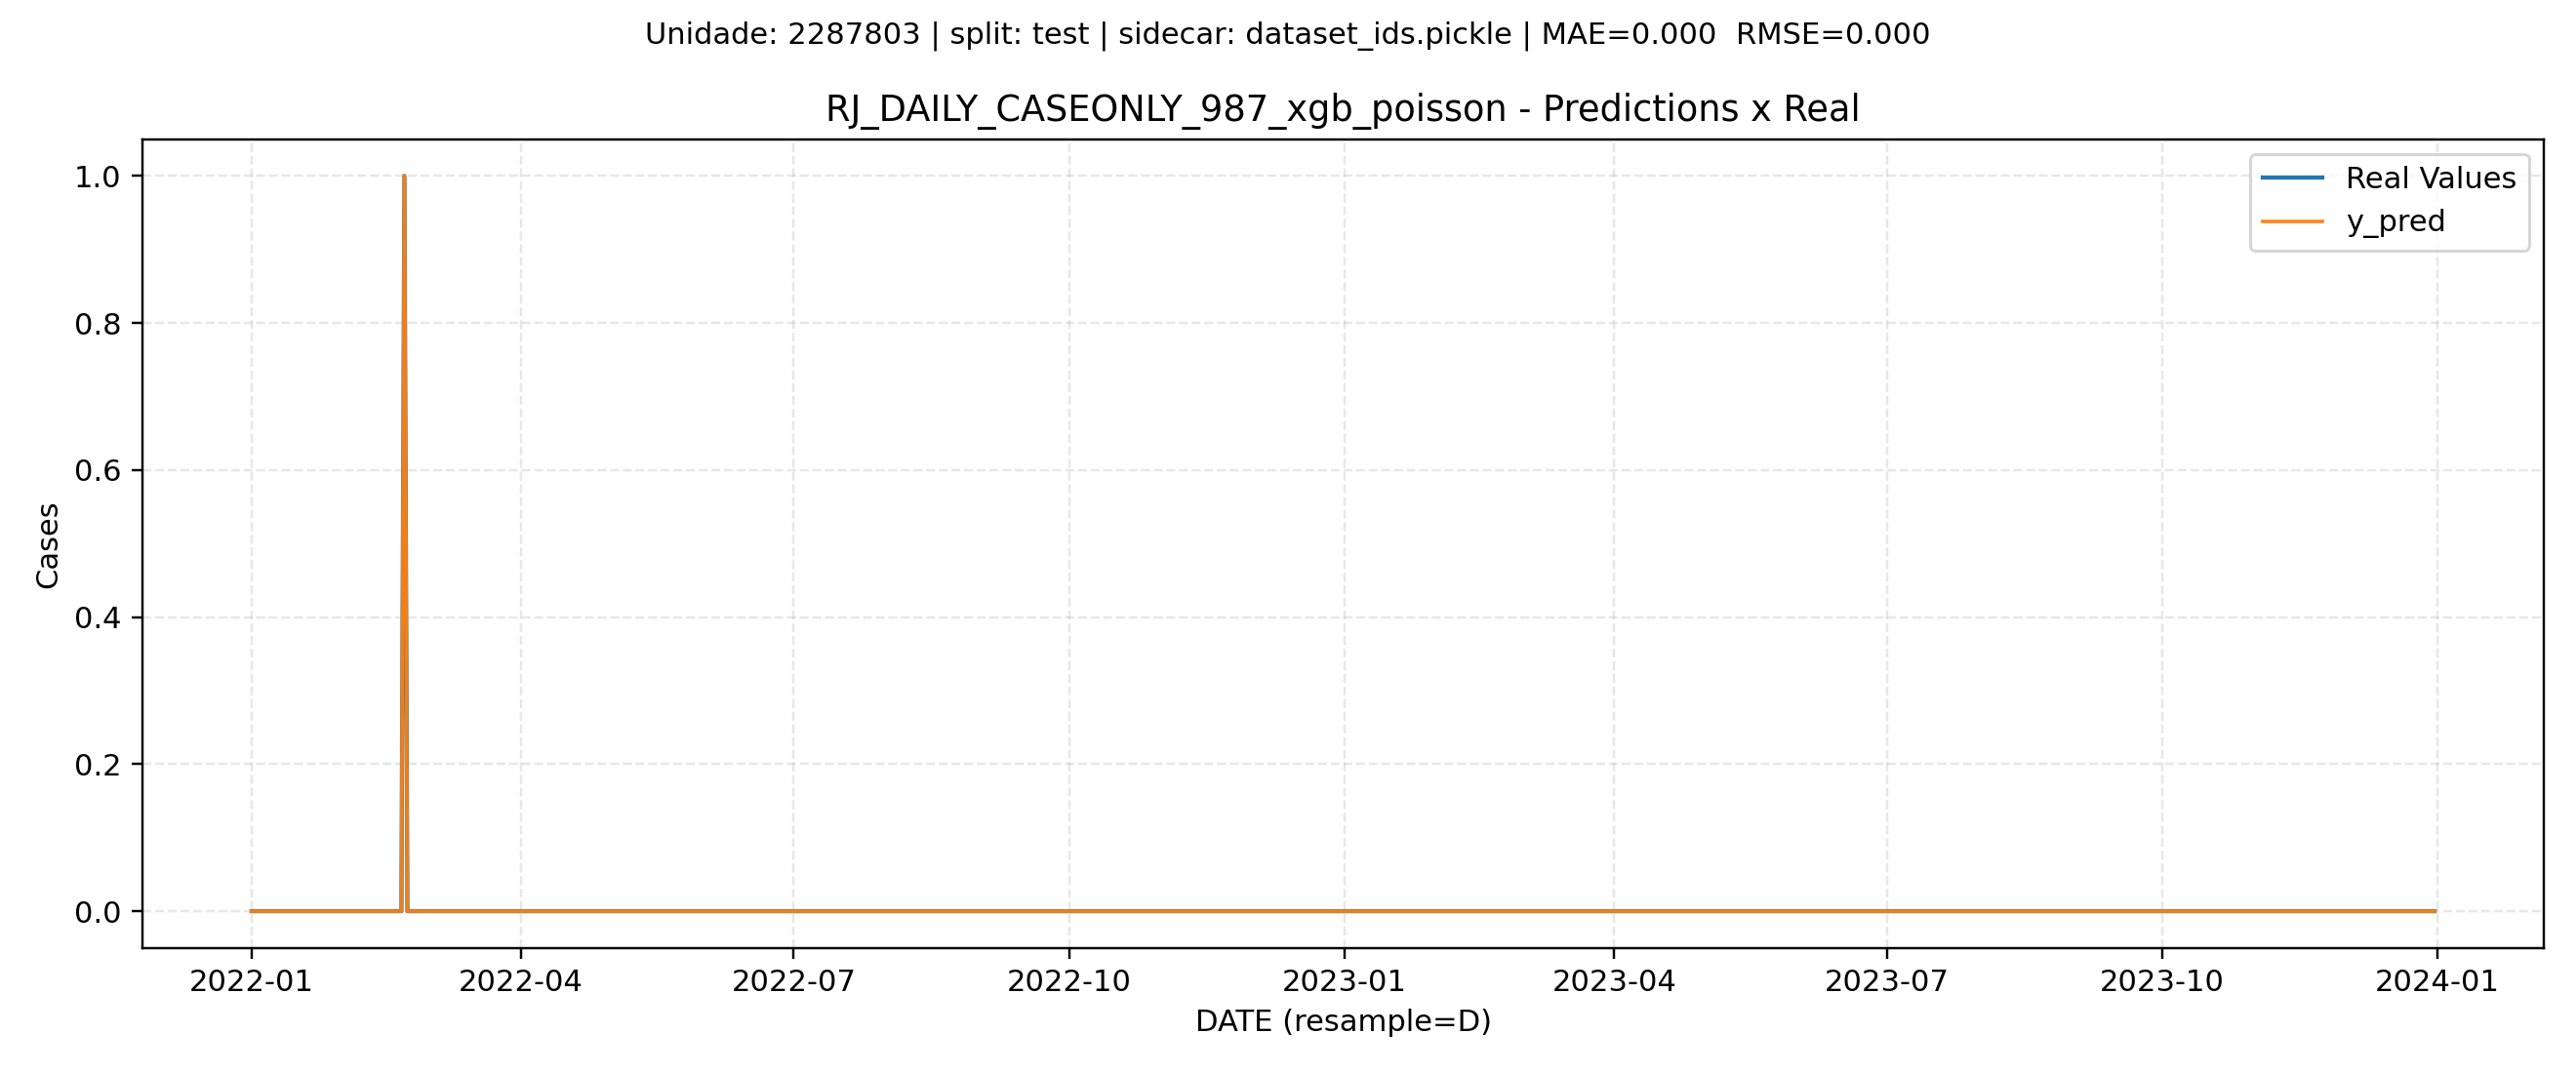 Unidade: 2287803 | split: test | sidecar: dataset_ids.pickle | MAE=0.000  RMSE=0.000
RJ_DAILY_CASEONLY_987_xgb_poisson - Predictions x Real
Real Values
y_pred
1.0
0.8
0.6
0.4
0.2
0.0
Cases
2022-01 2022-04 2022-07 2022-10 2023-01 2023-04 2023-07 2023-10 2024-01
DATE (resample=D)